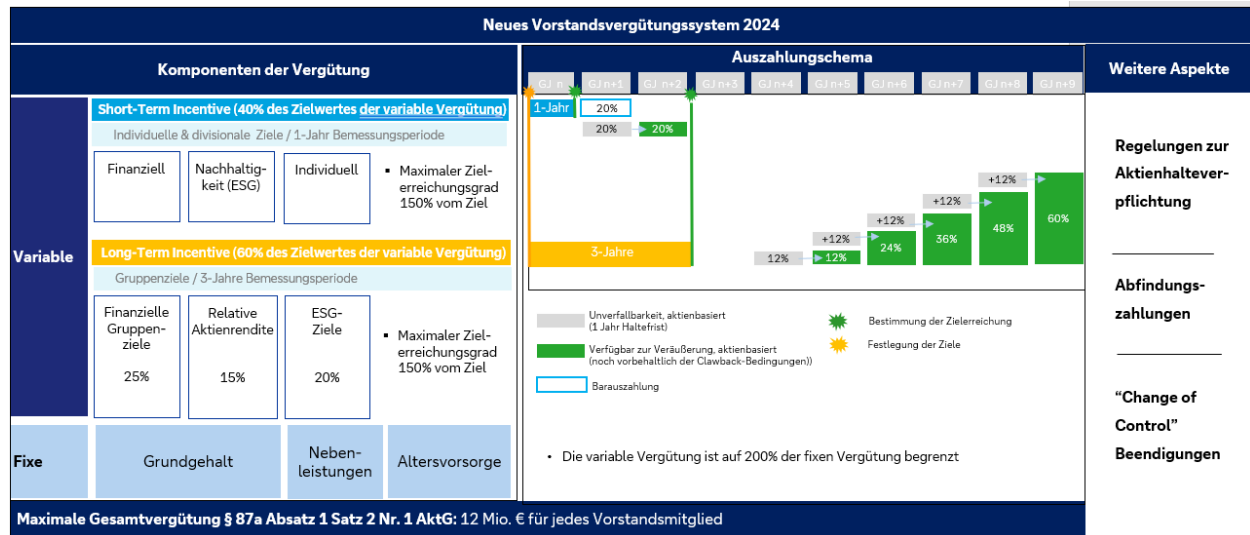 Neues Vorstandsvergütungssystem 2024
Komponenten der Vergütung
Auszahlungschema
Weitere Aspekte
GJ n
GJ n+1
GJ n+2
GJ n+3
GJ n+4
GJ n+5
GJ n+6
GJ n+7
GJ n+8
GJ n+9
Variable
Short-Term Incentive (40% des Zielwertes der variable Vergütung)
Individuelle & divisionale Ziele / 1-Jahr Bemessungsperiode
Finanziell
Nachhaltig-
keit (ESG)
Individuell
▪ Maximaler Ziel-
erreichungsgrad
150% vom Ziel
Long-Term Incentive (60% des Zielwertes der variable Vergütung)
Gruppenziele / 3-Jahre Bemessungsperiode
Finanzielle
Gruppen-
ziele
25%
Relative
Aktienrendite
15%
ESG-
Ziele
20%
▪ Maximaler Ziel-
erreichungsgrad
150% vom Ziel
Fixe
Grundgehalt
Neben-
leistungen
Altersvorsorge
1-Jahr
20%
20%
20%
3-Jahre
12%
+12%
12%
+12%
24%
+12%
36%
+12%
48%
60%
Unverfallbarkeit, aktienbasiert
(1 Jahr Haltefrist)
Verfügbar zur Veräußerung, aktienbasiert
(noch vorbehaltlich der Clawback-Bedingungen))
Barauszahlung
Bestimmung der Zielerreichung
Festlegung der Ziele
• Die variable Vergütung ist auf 200% der fixen Vergütung begrenzt
Regelungen zur
Aktienhaltever-
pflichtung
Abfindungs-
zahlungen
“Change of
Control”
Beendigungen
Maximale Gesamtvergütung § 87a Absatz 1 Satz 2 Nr. 1 AktG: 12 Mio. € für jedes Vorstandsmitglied